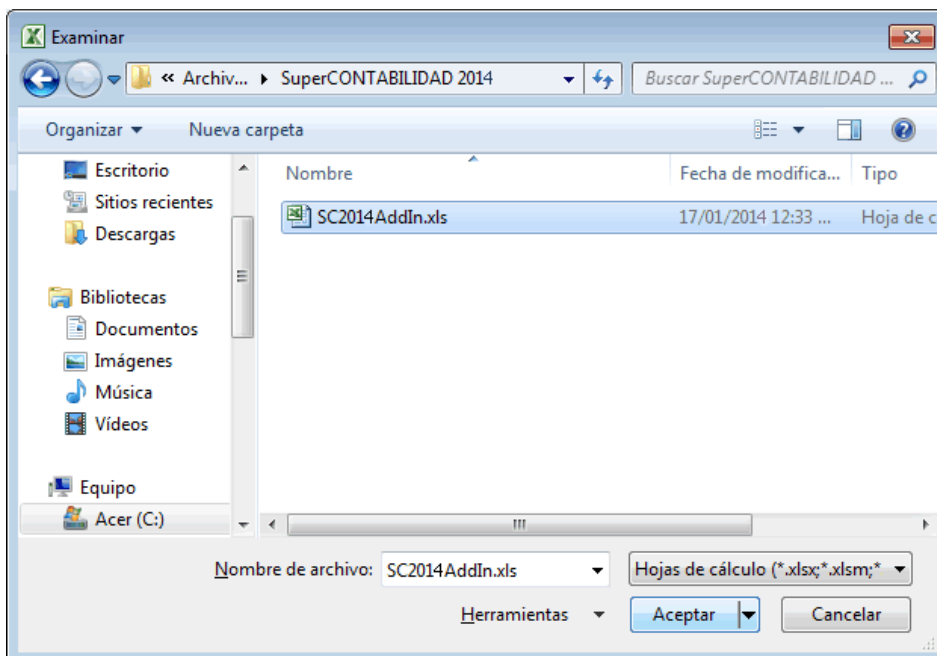 Examinar
« Archiv... SuperCONTABILIDAD 2014 Buscar SuperCONTABILIDAD ...
Organizar Nueva carpeta
Escritorio
Sitios recientes
Descargas
Bibliotecas
Documentos
Imágenes
Música
Vídeos
Equipo
Acer (C:)
Nombre Fecha de modifica... Tipo
SC2014AddIn.xls 17/01/2014 12:33 ... Hoja de c
Nombre de archivo: SC2014AddIn.xls Hojas de cálculo (*.xlsx;*.xlsm;*
Herramientas Aceptar Cancelar